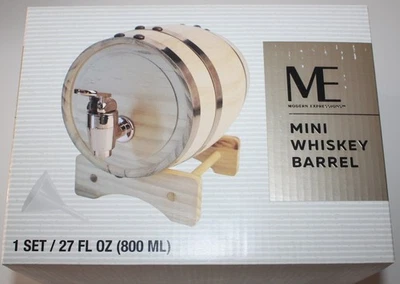 ME
MODERN EXPRESSIONS
MINI
WHISKEY
BARREL
1 SET / 27 FL OZ (800 ML)